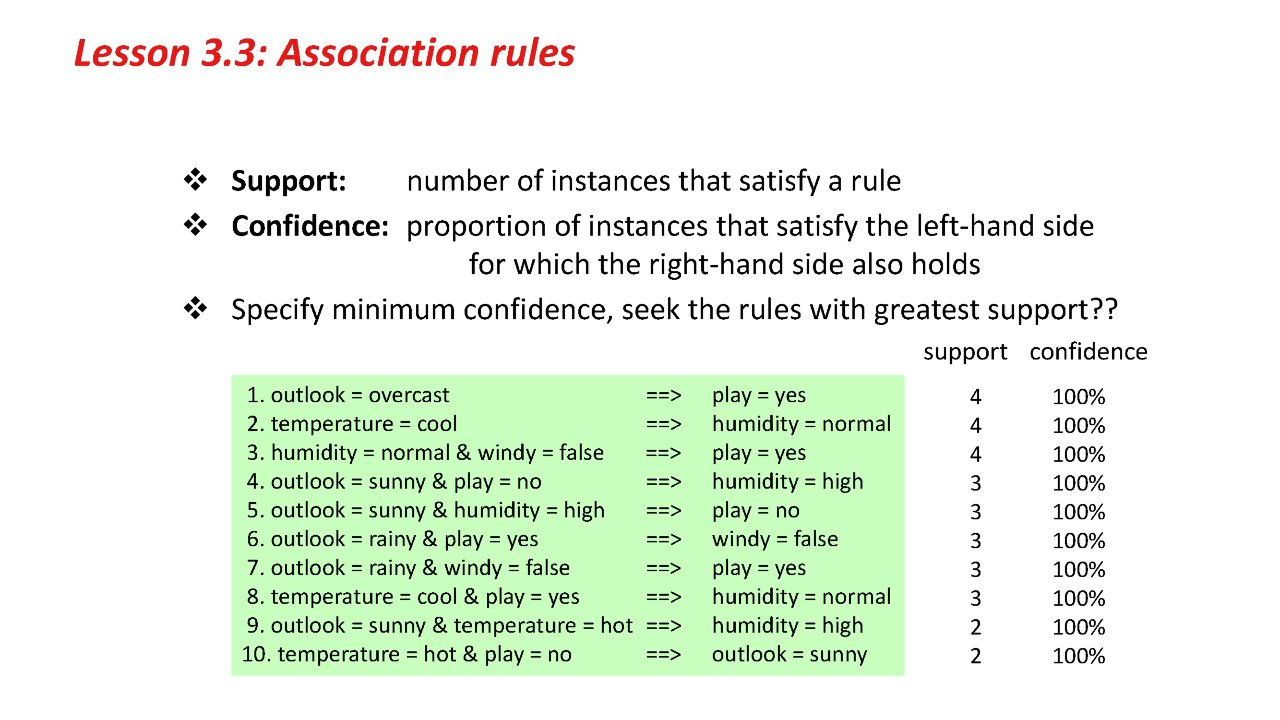 Lesson 3.3: Association rules
❖ Support: number of instances that satisfy a rule
❖ Confidence: proportion of instances that satisfy the left-hand side
for which the right-hand side also holds
❖ Specify minimum confidence, seek the rules with greatest support??
support confidence
1. outlook = overcast ==> play = yes 4 100%
2. temperature = cool ==> humidity = normal 4 100%
3. humidity = normal & windy = false ==> play = yes 4 100%
4. outlook = sunny & play = no ==> humidity = high 3 100%
5. outlook = sunny & humidity = high ==> play = no 3 100%
6. outlook = rainy & play = yes ==> windy = false 3 100%
7. outlook = rainy & windy = false ==> play = yes 3 100%
8. temperature = cool & play = yes ==> humidity = normal 3 100%
9. outlook = sunny & temperature = hot ==> humidity = high 2 100%
10. temperature = hot & play = no ==> outlook = sunny 2 100%